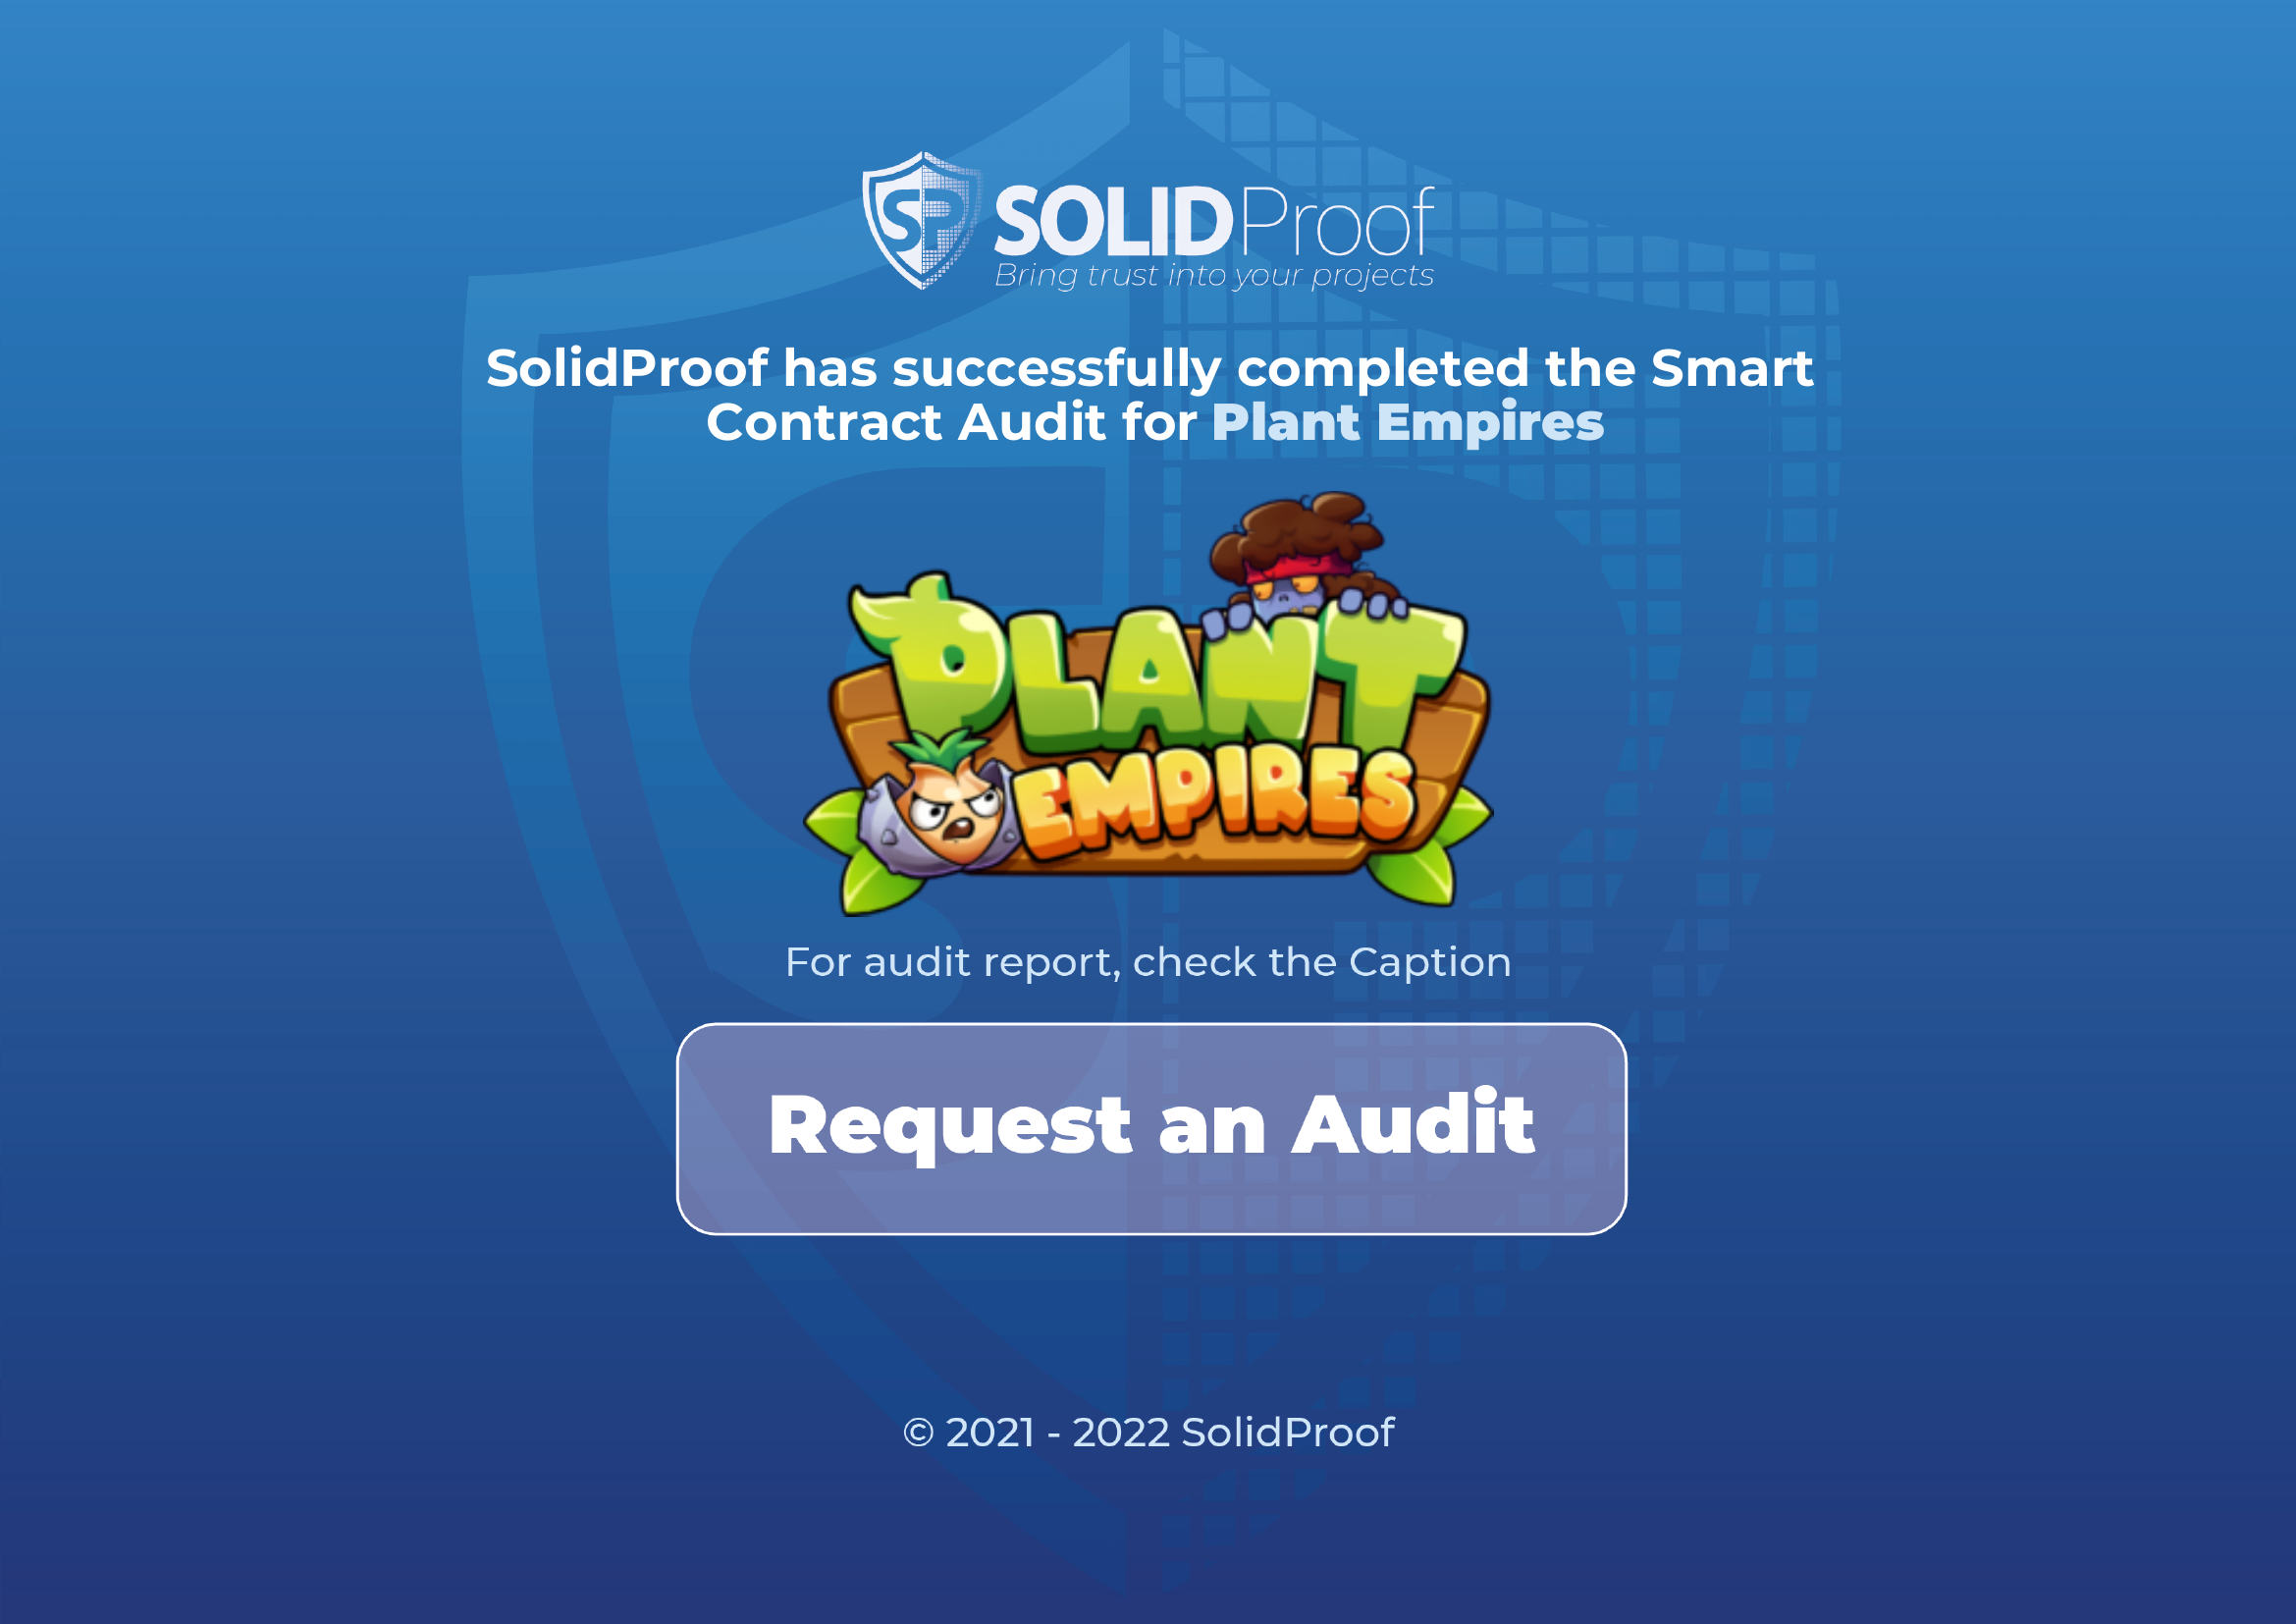 SP
SOLIDProof
Bring trust into your projects
SolidProof has successfully completed the Smart
Contract Audit for Plant Empires
PLANT
EMPIRES
For audit report, check the Caption
Request an Audit
© 2021 - 2022 SolidProof